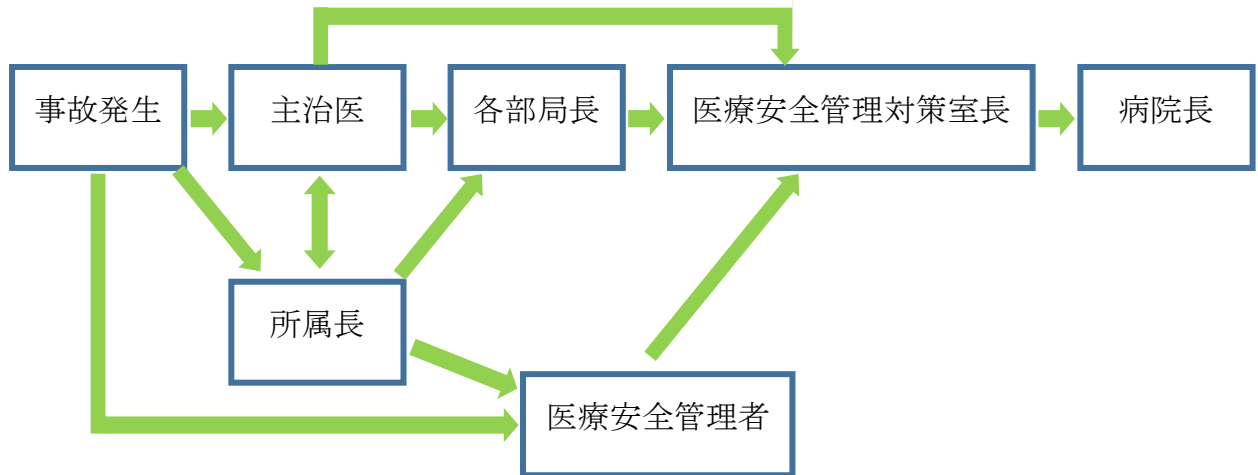 事故発生
主治医
各部局長
医療安全管理対策室長
病院長
所属長
医療安全管理者